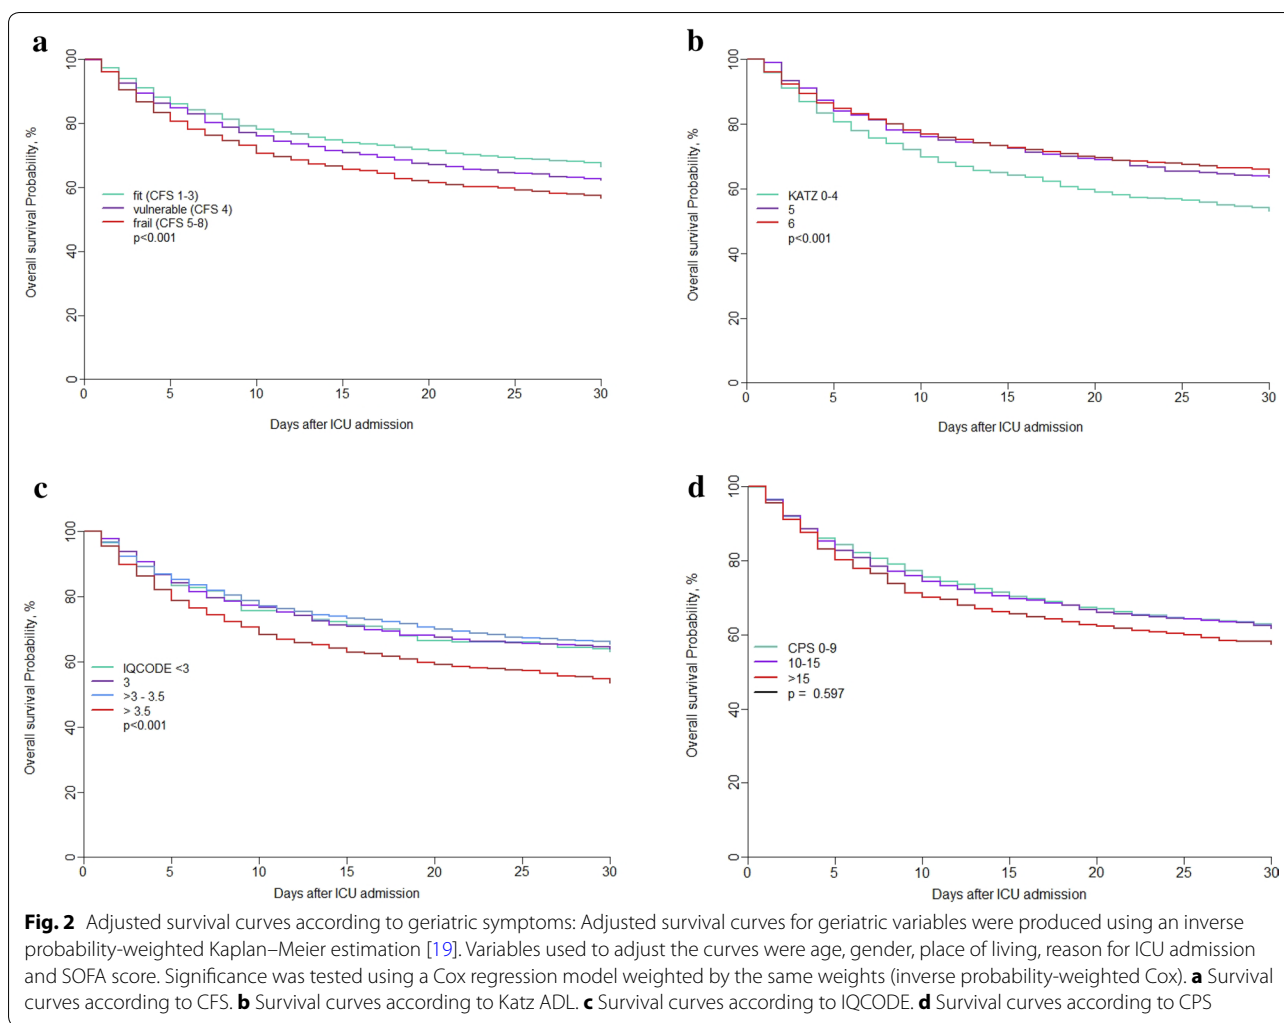 a
100
80
60
40
20
0
Overall survival Probability, %
fit (CFS 1-3)
vulnerable (CFS 4)
frail (CFS 5-8)
p<0.001
0 5 10 15 20 25 30
Days after ICU admission
b
100
80
60
40
20
0
Overall survival Probability, %
KATZ 0-4
5
6
p<0.001
0 5 10 15 20 25 30
Days after ICU admission
c
100
80
60
40
20
0
Overall survival Probability, %
IQCODE <3
3
>3 - 3.5
> 3.5
p<0.001
0 5 10 15 20 25 30
Days after ICU admission
d
100
80
60
40
20
0
Overall survival Probability, %
CPS 0-9
10-15
>15
p = 0.597
0 5 10 15 20 25 30
Days after ICU admission
Fig. 2 Adjusted survival curves according to geriatric symptoms: Adjusted survival curves for geriatric variables were produced using an inverse
probability-weighted Kaplan–Meier estimation [19]. Variables used to adjust the curves were age, gender, place of living, reason for ICU admission
and SOFA score. Significance was tested using a Cox regression model weighted by the same weights (inverse probability-weighted Cox). a Survival
curves according to CFS. b Survival curves according to Katz ADL. c Survival curves according to IQCODE. d Survival curves according to CPS